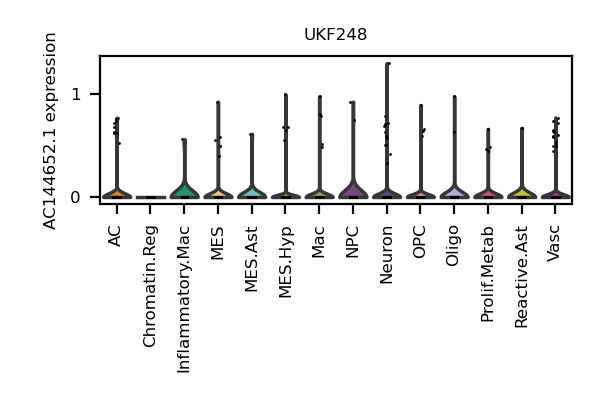 UKF248
AC144652.1 expression
1
0
AC
Chromatin.Reg
Inflammatory.Mac
MES
MES.Ast
MES.Hyp
Mac
NPC
Neuron
OPC
Oligo
Prolif.Metab
Reactive.Ast
Vasc